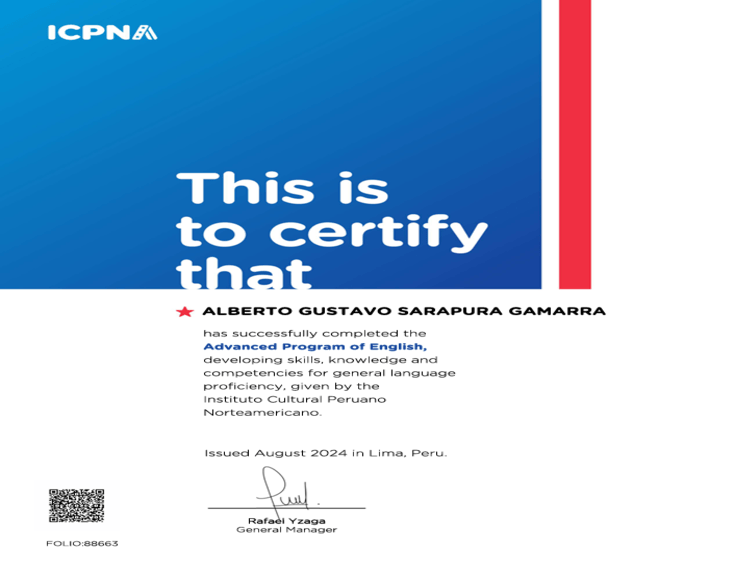 ICPNA
This is
to certify
that
ALBERTO GUSTAVO SARAPURA GAMARRA
has successfully completed the
Advanced Program of English,
developing skills, knowledge and
competencies for general language
proficiency, given by the
Instituto Cultural Peruano
Norteamericano.
Issued August 2024 in Lima, Peru.
Rafael Yzaga
General Manager
FOLIO:88663